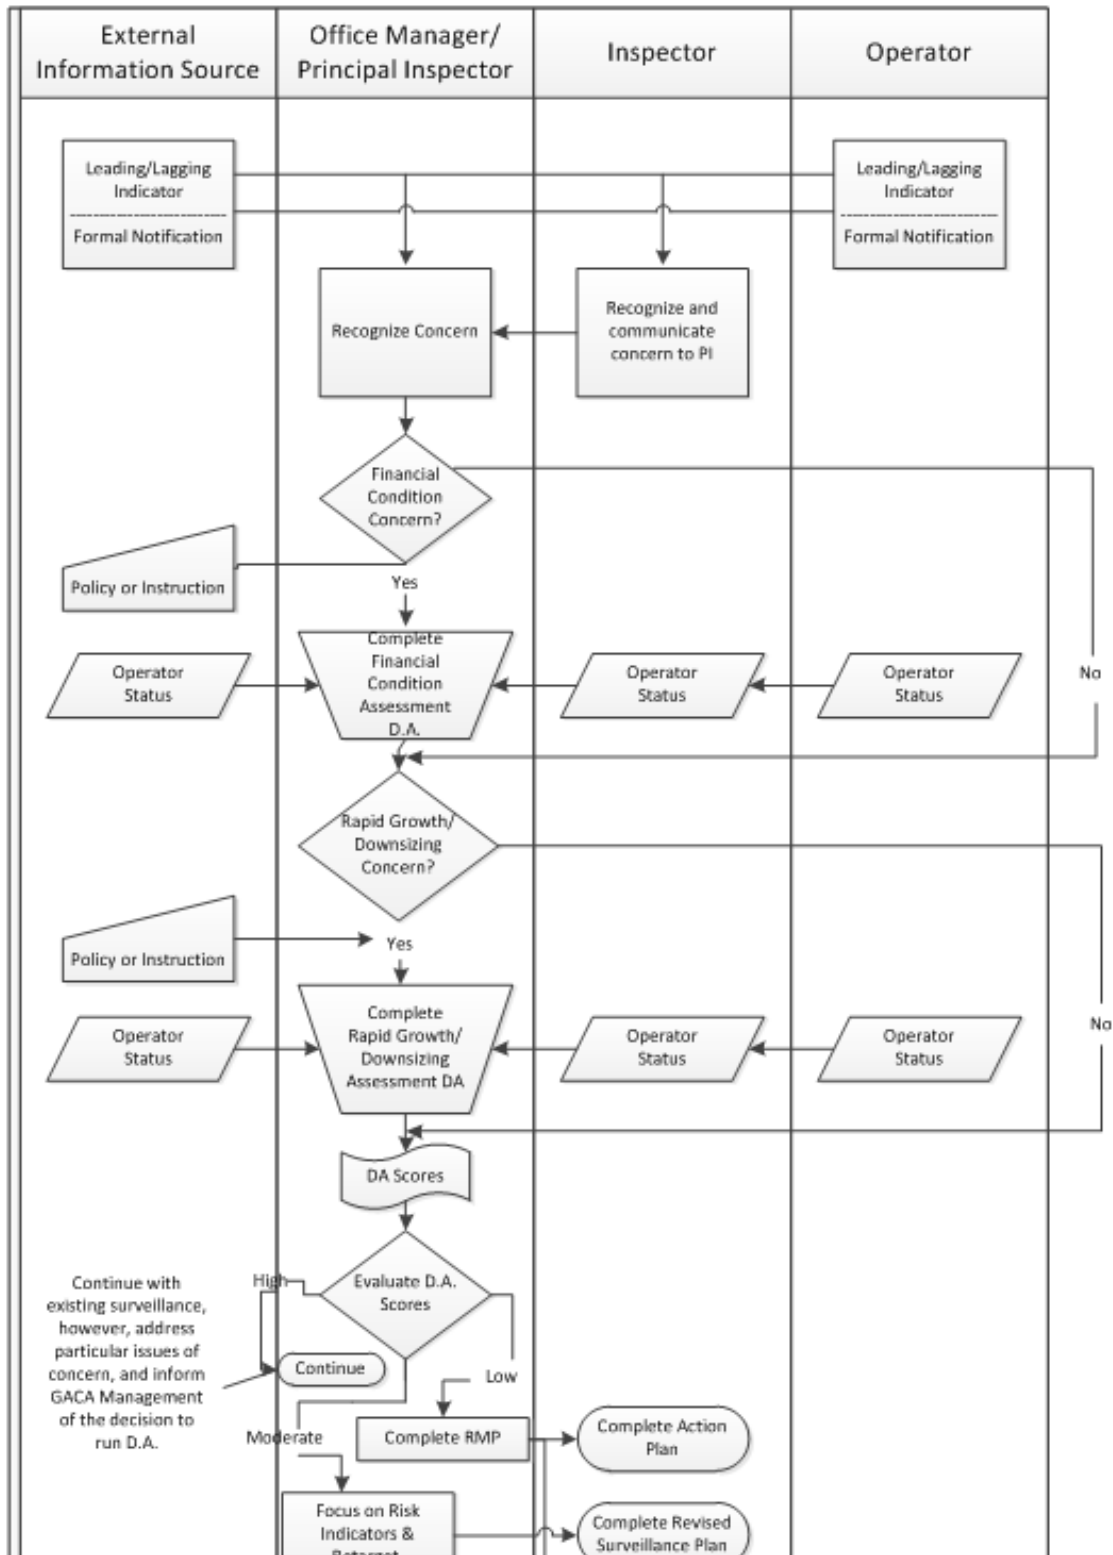 External
Information Source
Office Manager/
Principal Inspector
Inspector
Operator
Leading/Lagging
Indicator
Formal Notification
Leading/Lagging
Indicator
Formal Notification
Recognize Concern
Recognize and
communicate
concern to PI
Financial
Condition
Concern?
Policy or Instruction
Yes
Complete
Financial
Condition
Assessment
D.A.
Operator
Status
Operator
Status
Operator
Status
No
Rapid Growth/
Downsizing
Concern?
Policy or Instruction
Yes
Complete
Rapid Growth/
Downsizing
Assessment DA
Operator
Status
Operator
Status
Operator
Status
No
DA Scores
Evaluate D.A.
Scores
High
Continue with
existing surveillance,
however, address
particular issues of
concern, and inform
GACA Management
of the decision to
run D.A.
Continue
Low
Moderate
Complete RMP
Complete Action
Plan
Focus on Risk
Indicators &
Complete Revised
Surveillance Plan